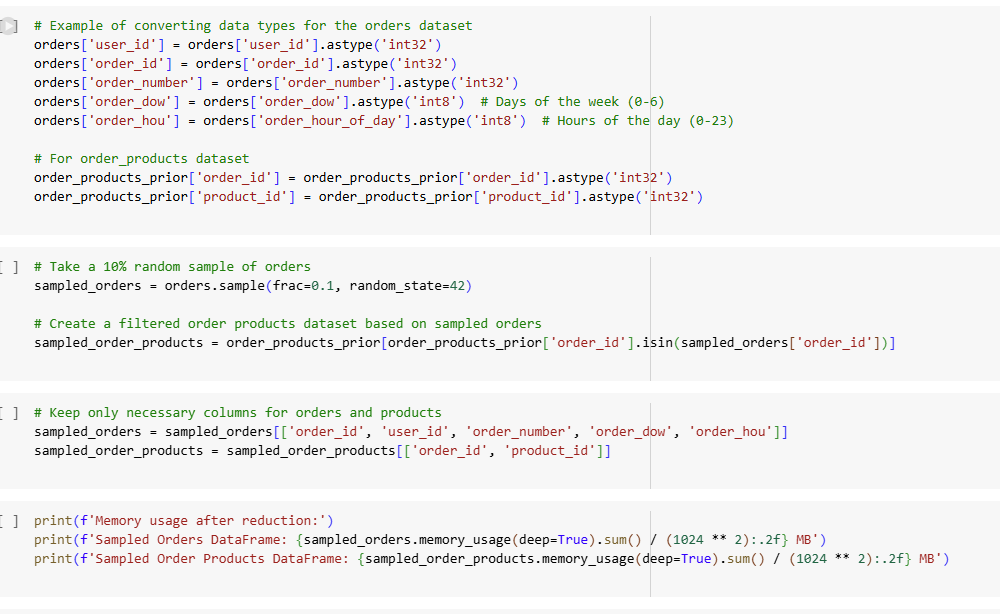 # Example of converting data types for the orders dataset
orders['user_id'] = orders['user_id'].astype('int32')
orders['order_id'] = orders['order_id'].astype('int32')
orders['order_number'] = orders['order_number'].astype('int32')
orders['order_dow'] = orders['order_dow'].astype('int8')  # Days of the week (0-6)
orders['order_hou'] = orders['order_hour_of_day'].astype('int8')  # Hours of the day (0-23)
# For order_products dataset
order_products_prior['order_id'] = order_products_prior['order_id'].astype('int32')
order_products_prior['product_id'] = order_products_prior['product_id'].astype('int32')
[ ] # Take a 10% random sample of orders
sampled_orders = orders.sample(frac=0.1, random_state=42)
# Create a filtered order products dataset based on sampled orders
sampled_order_products = order_products_prior[order_products_prior['order_id'].isin(sampled_orders['order_id'])]
[ ] # Keep only necessary columns for orders and products
sampled_orders = sampled_orders[['order_id', 'user_id', 'order_number', 'order_dow', 'order_hou']]
sampled_order_products = sampled_order_products[['order_id', 'product_id']]
[ ] print(f'Memory usage after reduction:')
print(f'Sampled Orders DataFrame: {sampled_orders.memory_usage(deep=True).sum() / (1024 ** 2):.2f} MB')
print(f'Sampled Order Products DataFrame: {sampled_order_products.memory_usage(deep=True).sum() / (1024 ** 2):.2f} MB')